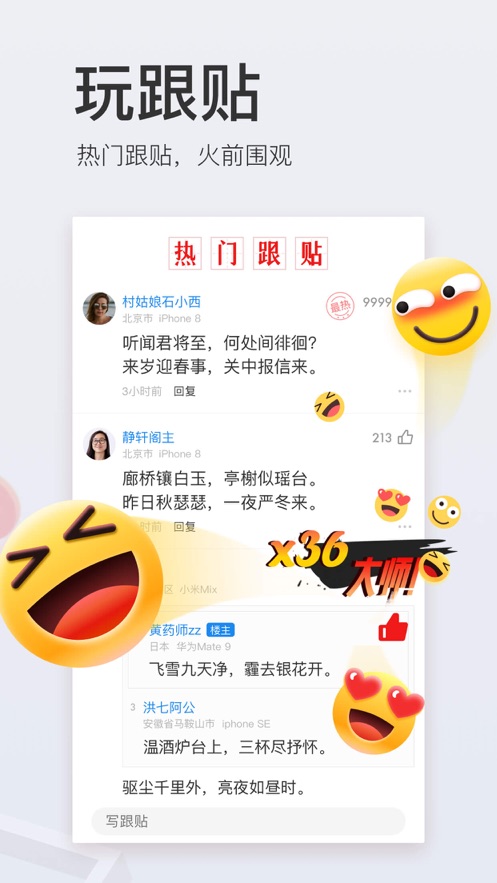 玩跟贴
热门跟贴，火前围观
热门跟贴
村姑娘石小西
最热
9999
北京市 iPhone 8
听闻君将至，何处间徘徊？
来岁迎春事，关中报信来。
3小时前 回复
静轩阁主
213
北京市 iPhone 8
廊桥镶白玉，亭榭似瑶台。
昨日秋瑟瑟，一夜严冬来。
时前 回复
x36
大师!
区 小米Mix
黄药师zz 楼主
日本 华为Mate 9
飞雪九天净，霾去银花开。
3 洪七阿公
安徽省马鞍山市 iphone SE
温酒炉台上，三杯尽抒怀。
驱尘千里外，亮夜如昼时。
写跟贴